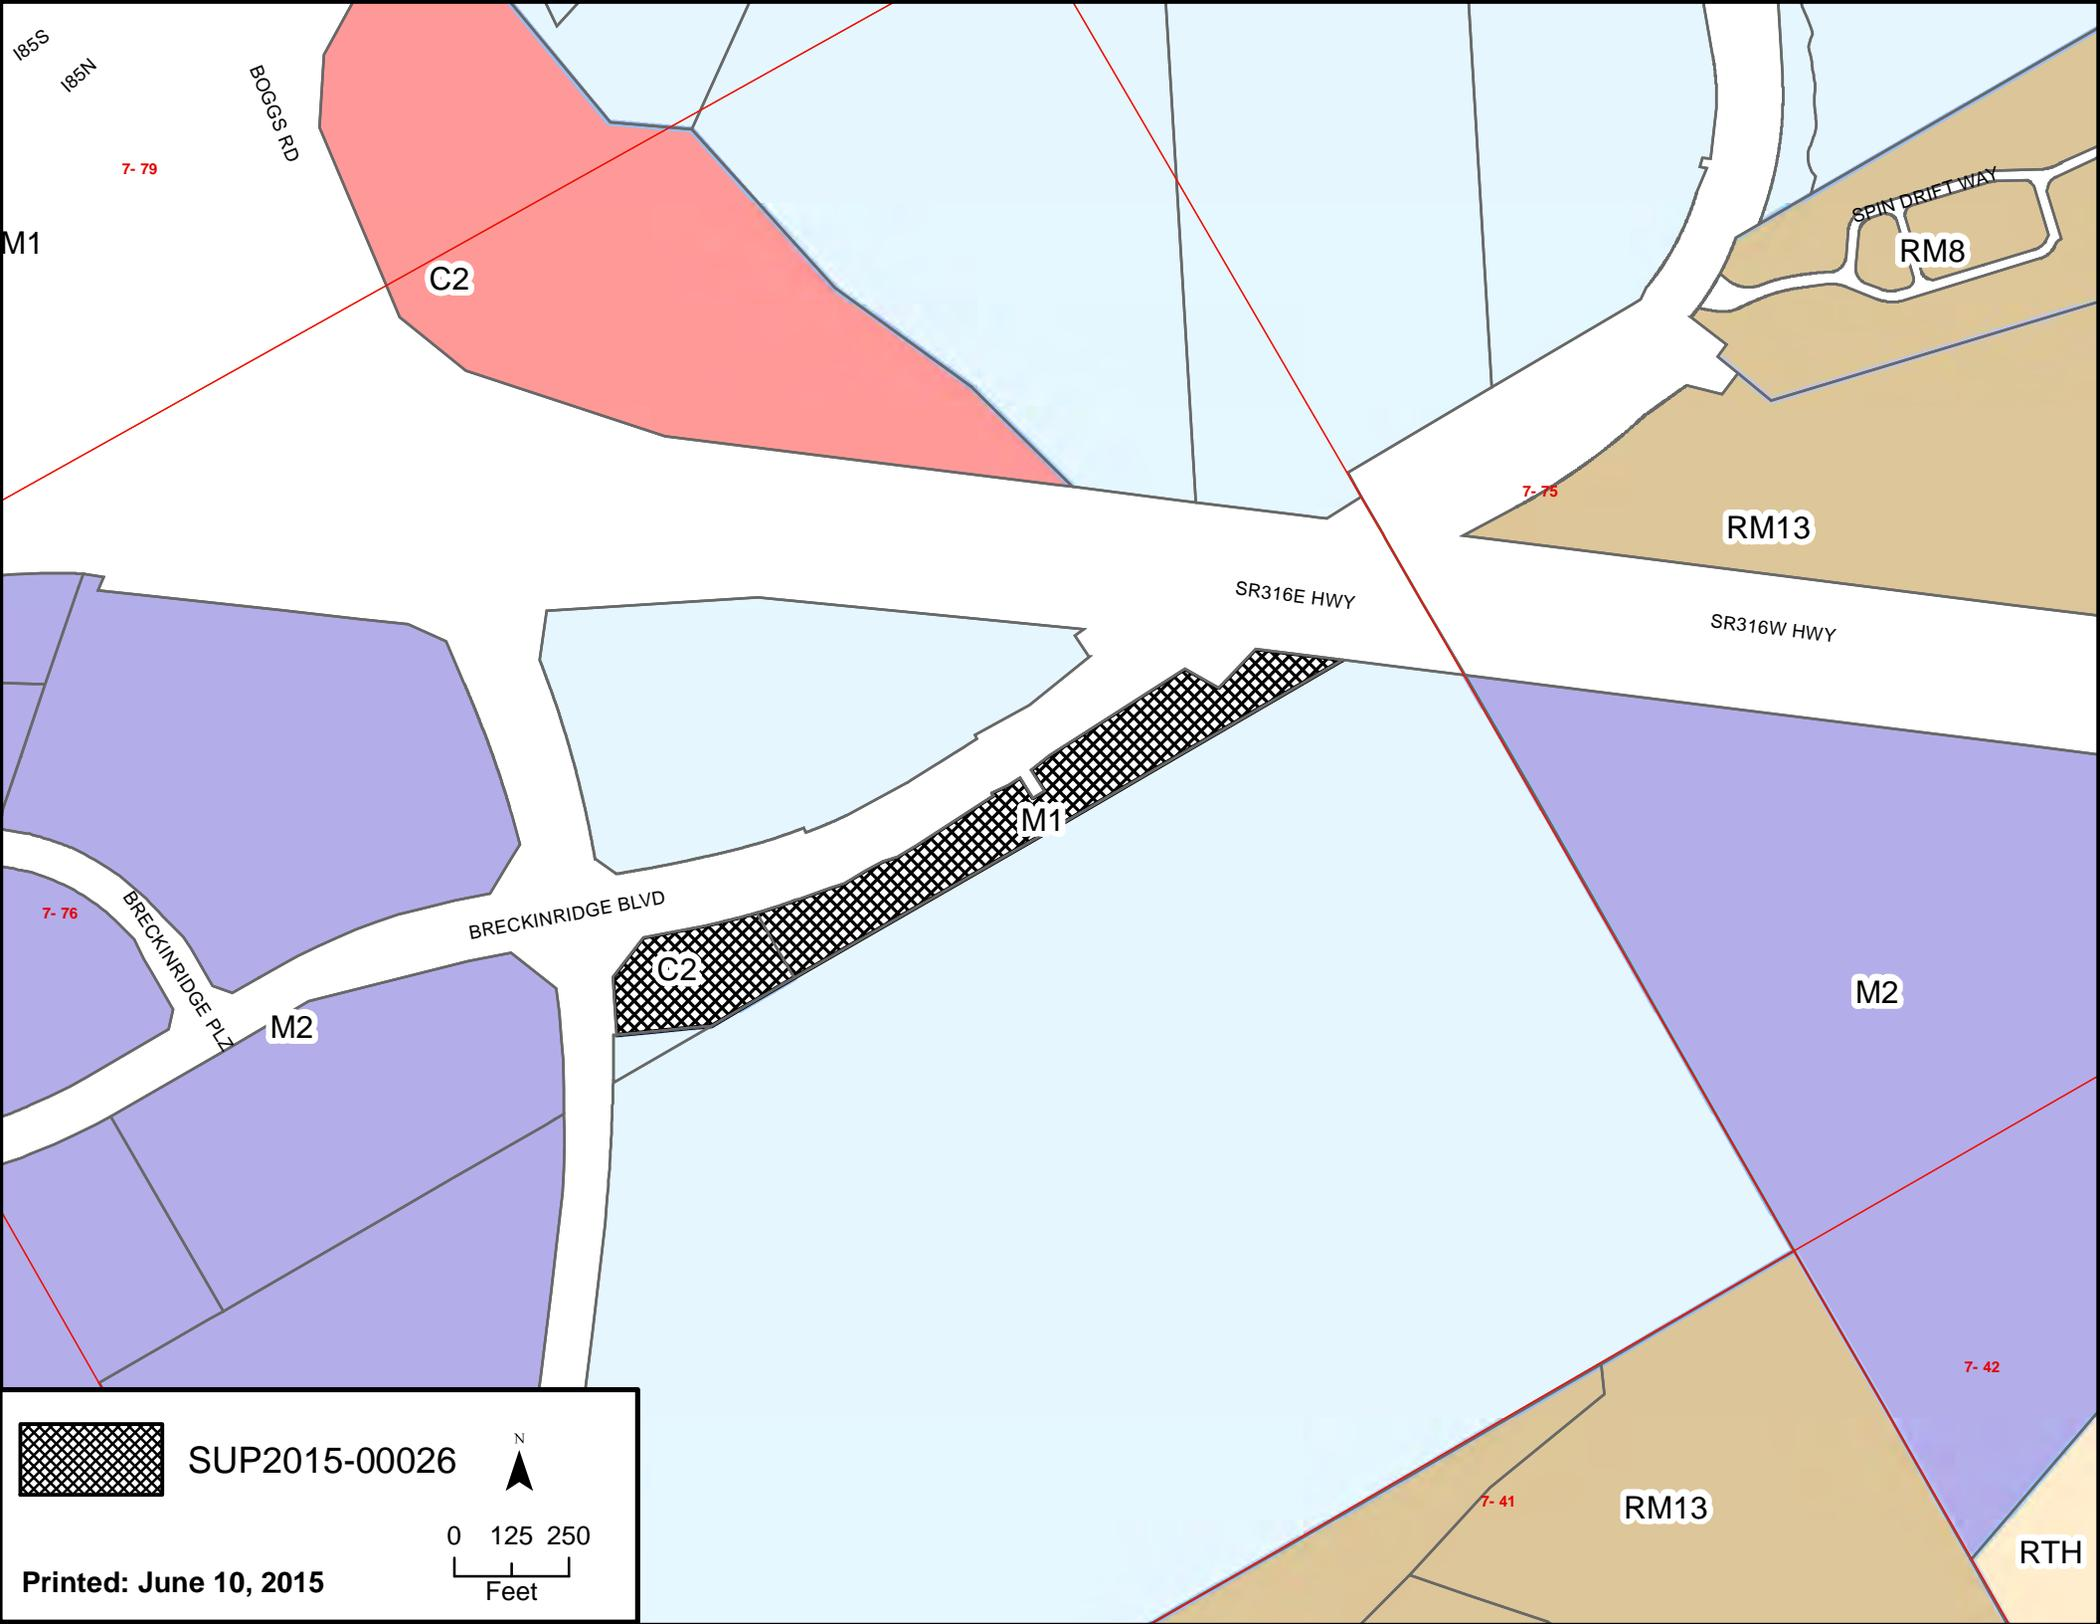 I85S
I85N
BOGGS RD
7- 79
M1
C2
SPIN DRIFT WAY
RM8
7- 75
RM13
SR316E HWY
SR316W HWY
M1
BRECKINRIDGE BLVD
7- 76
BRECKINRIDGE PLZ
C2
M2
M2
7- 42
7- 41
RM13
RTH
SUP2015-00026
N
0 125 250
Feet
Printed: June 10, 2015